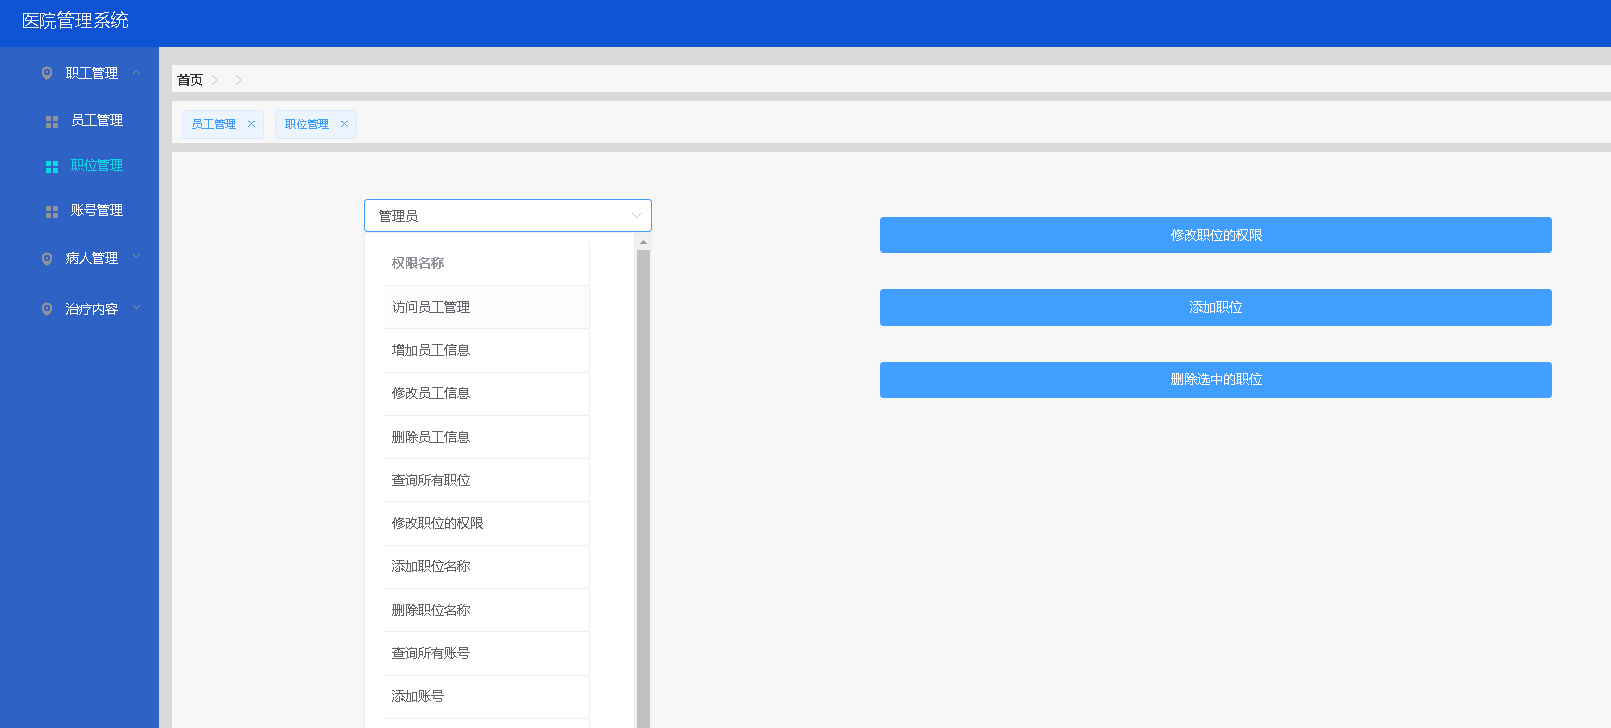 医院管理系统
职工管理
员工管理
职位管理
账号管理
病人管理
治疗内容
首页
员工管理 职位管理
管理员
权限名称
访问员工管理
增加员工信息
修改员工信息
删除员工信息
查询所有职位
修改职位的权限
添加职位名称
删除职位名称
查询所有账号
添加账号
修改职位的权限
添加职位
删除选中的职位